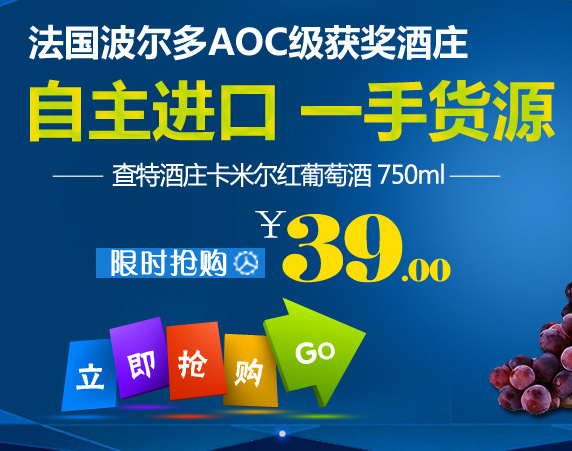 法国波尔多AOC级获奖酒庄
自主进口 一手货源
查特酒庄卡米尔红葡萄酒 750ml
¥39.00
限时抢购
立即抢购 GO